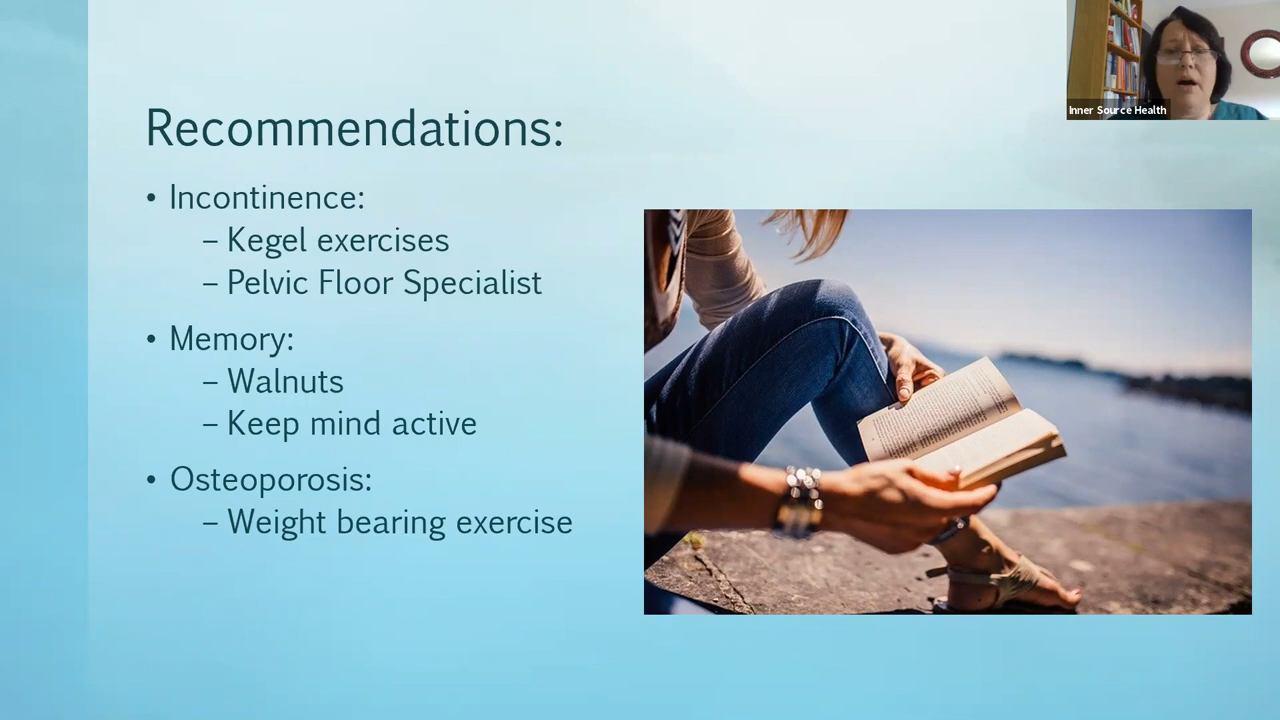 Recommendations:
• Incontinence:
– Kegel exercises
– Pelvic Floor Specialist
• Memory:
– Walnuts
– Keep mind active
• Osteoporosis:
– Weight bearing exercise
Inner Source Health